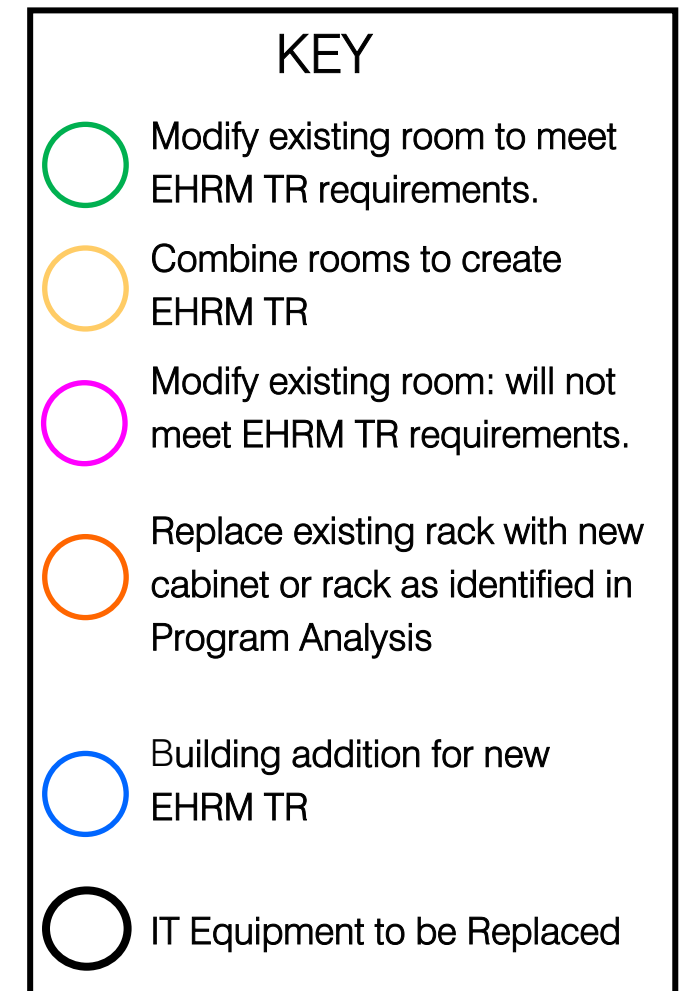 KEY
Modify existing room to meet
EHRM TR requirements.
Combine rooms to create
EHRM TR
Modify existing room: will not
meet EHRM TR requirements.
Replace existing rack with new
cabinet or rack as identified in
Program Analysis
Building addition for new
EHRM TR
IT Equipment to be Replaced